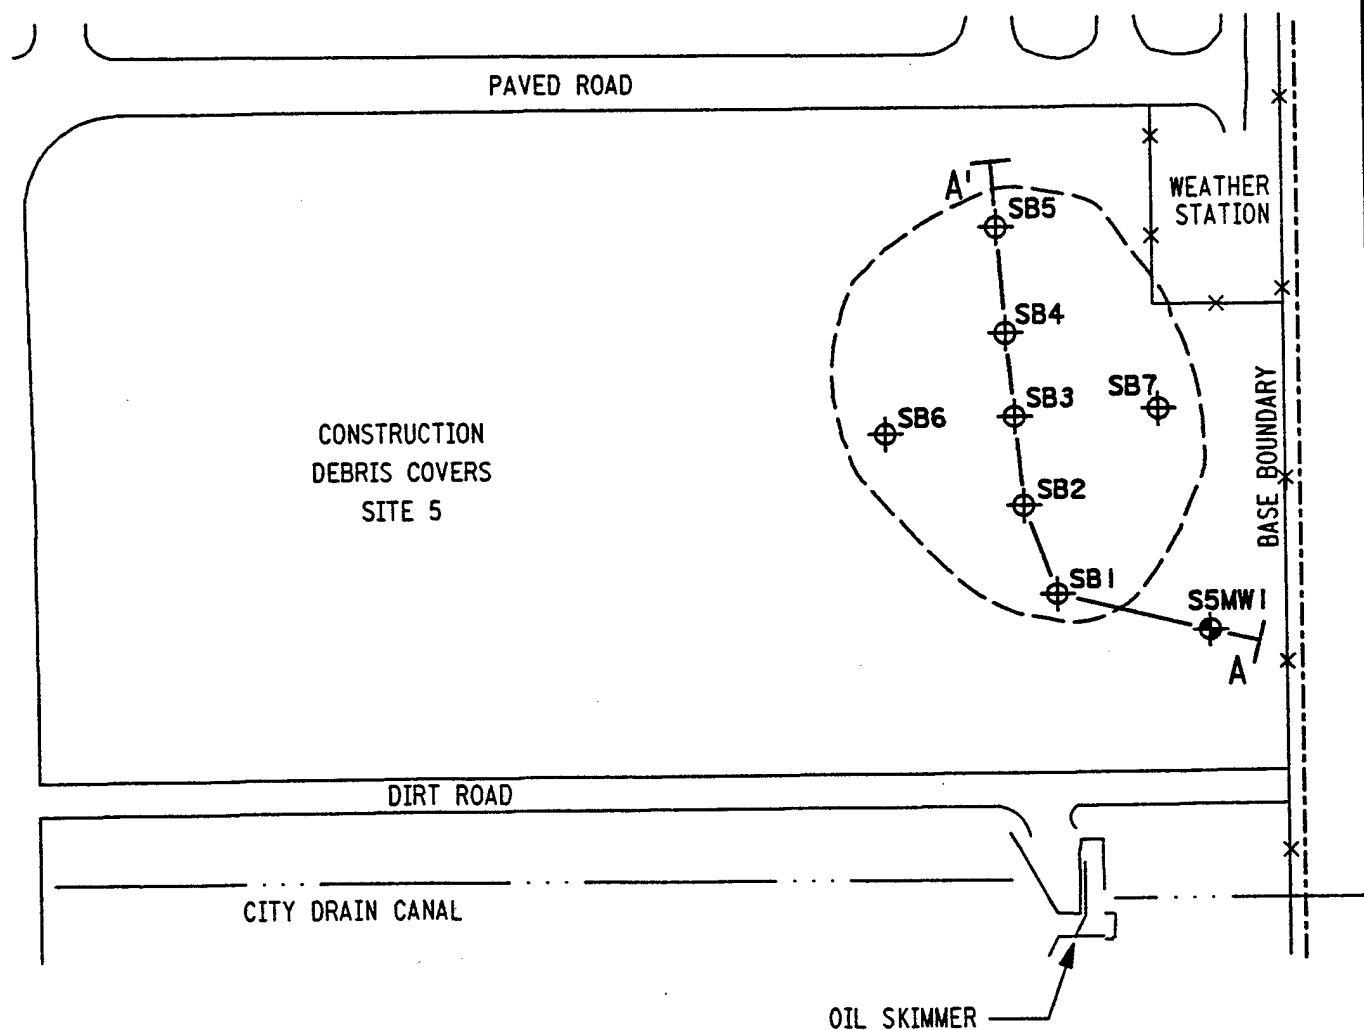 PAVED ROAD
WEATHER
STATION
A'
SB5
SB4
SB3
SB7
SB6
SB2
SB1
S5MW1
A
BASE BOUNDARY
CONSTRUCTION
DEBRIS COVERS
SITE 5
DIRT ROAD
CITY DRAIN CANAL
OIL SKIMMER